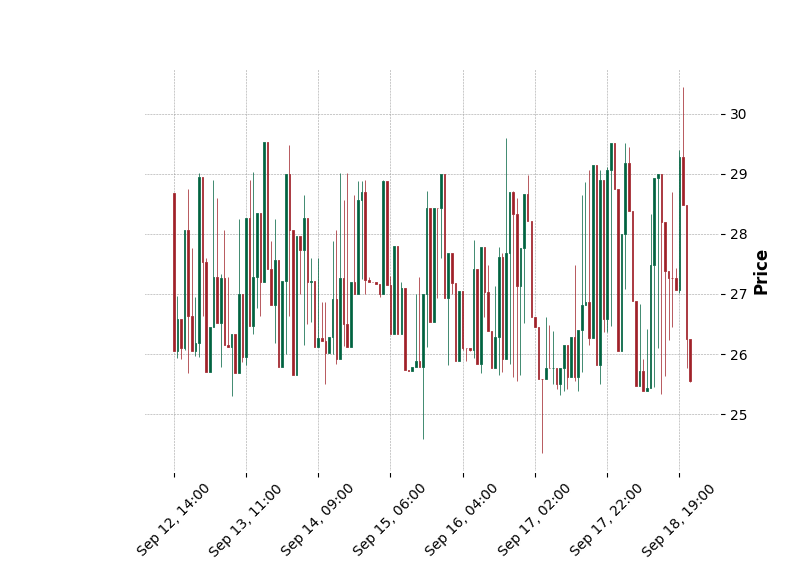 30
29
28
27
26
25
Price
Sep 12, 14:00
Sep 13, 11:00
Sep 14, 09:00
Sep 15, 06:00
Sep 16, 04:00
Sep 17, 02:00
Sep 17, 22:00
Sep 18, 19:00